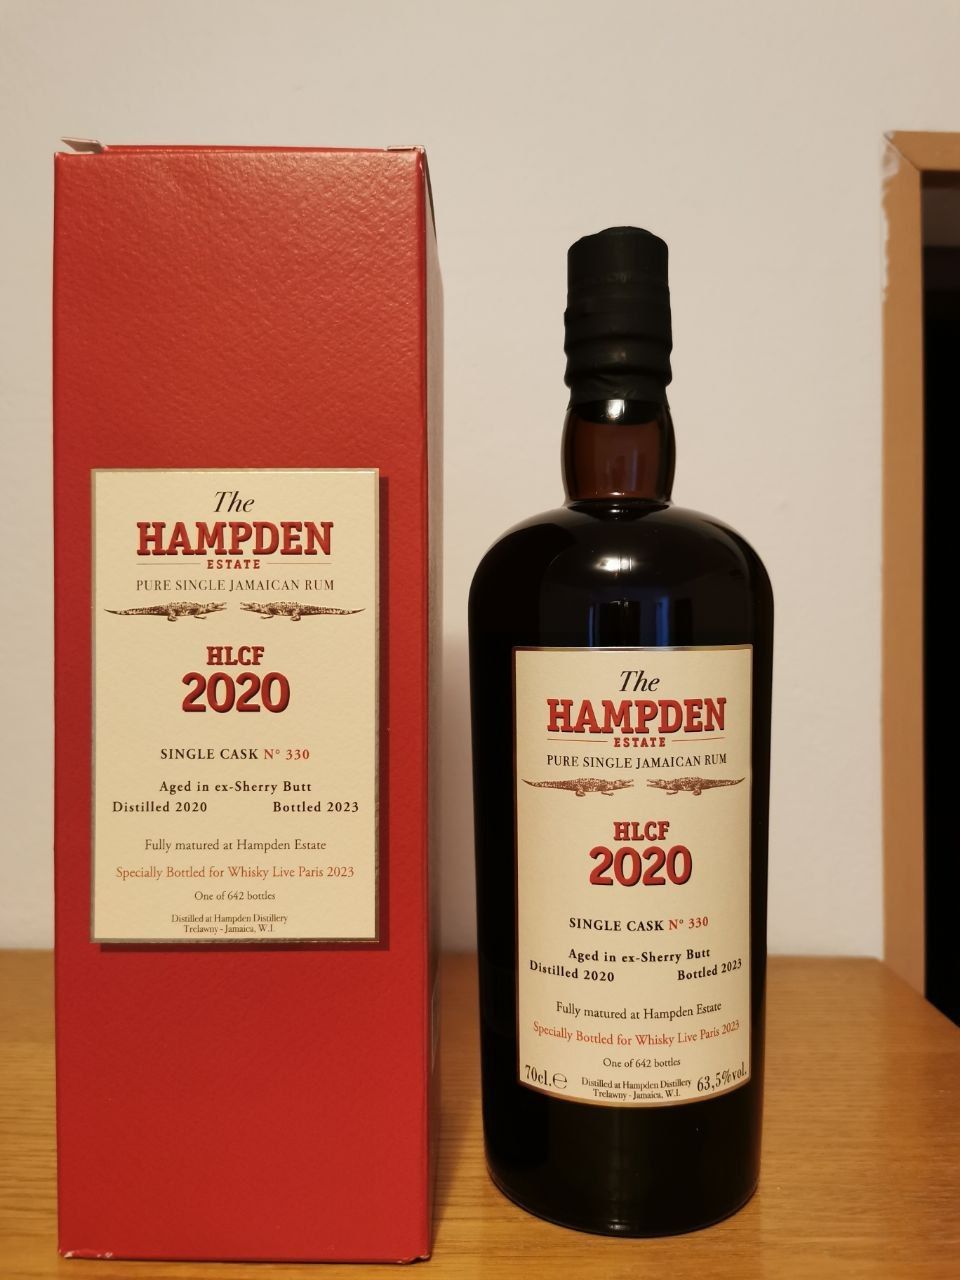 The
HAMPDEN
ESTATE
PURE SINGLE JAMAICAN RUM
HLCF
2020
SINGLE CASK N° 330
Aged in ex-Sherry Butt
Distilled 2020 Bottled 2023
Fully matured at Hampden Estate
Specially Bottled for Whisky Live Paris 2023
One of 642 bottles
Distilled at Hampden Distillery
Trelawny - Jamaica, W.I.
The
HAMPDEN
ESTATE
PURE SINGLE JAMAICAN RUM
HLCF
2020
SINGLE CASK N° 330
Aged in ex-Sherry Butt
Distilled 2020 Bottled 2023
Fully matured at Hampden Estate
Specially Bottled for Whisky Live Paris 2023
One of 642 bottles
70cl.℮ Distilled at Hampden Distillery 63,5%vol.
Trelawny - Jamaica, W.I.